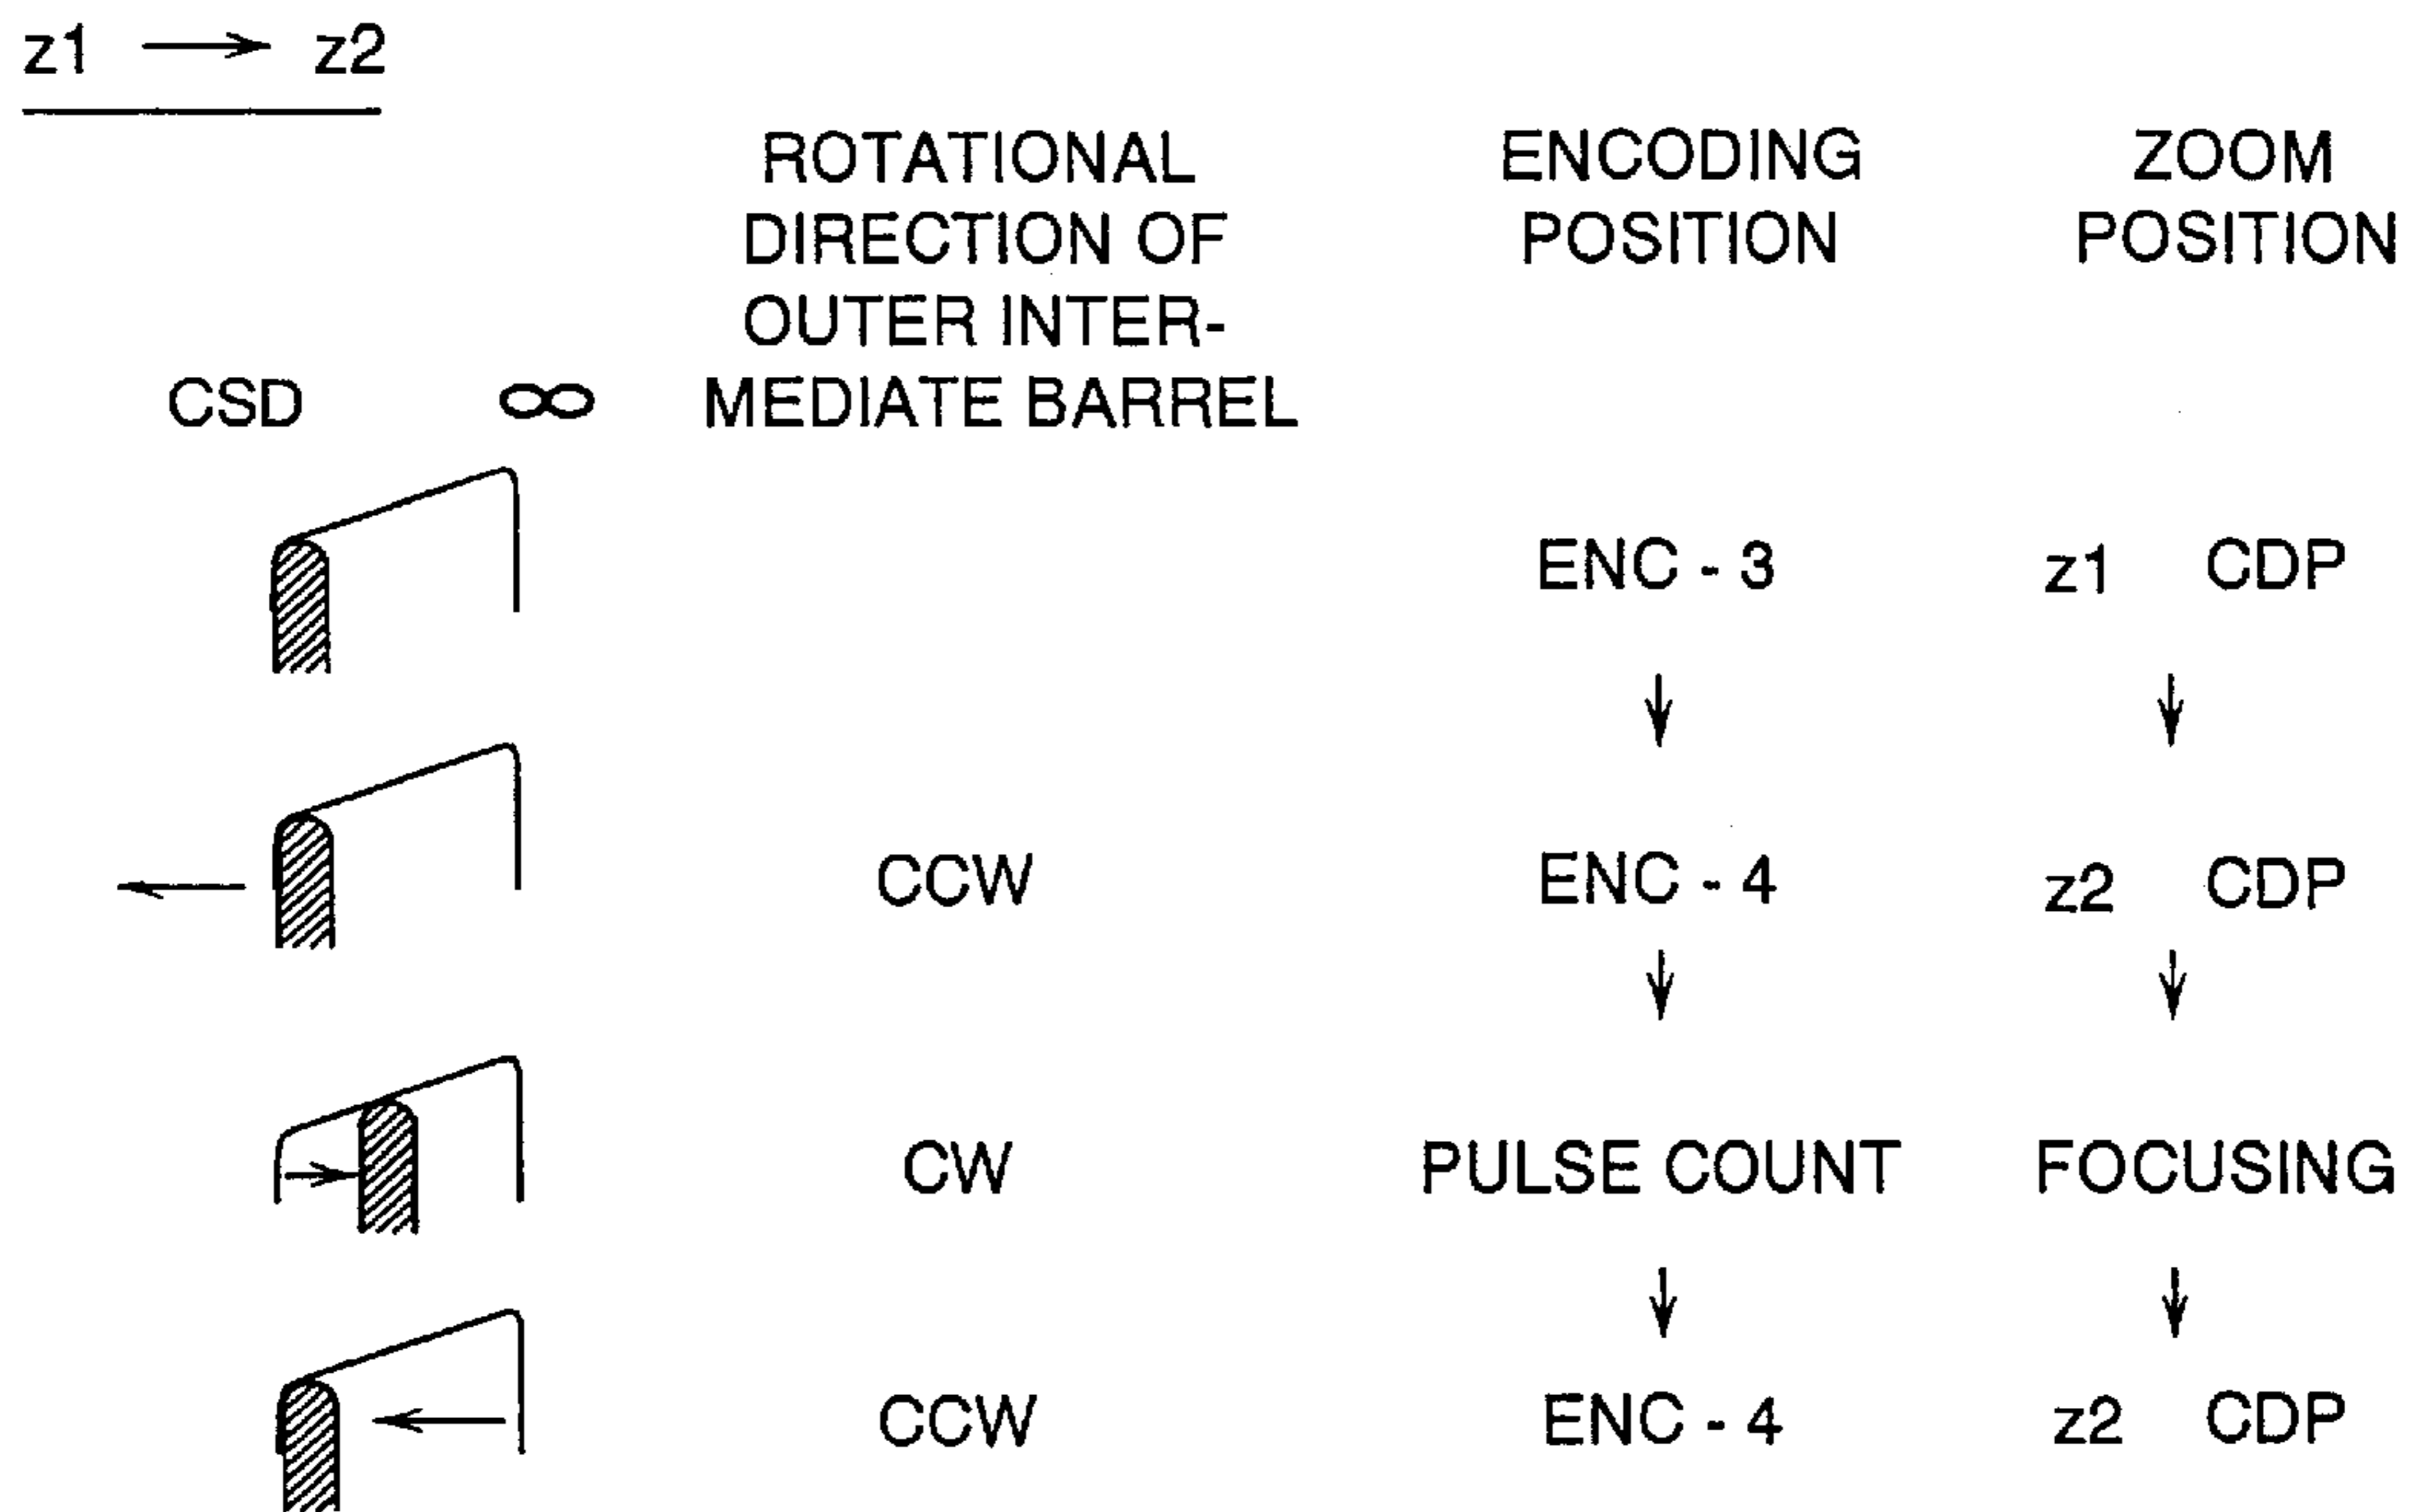 z1 → z2
ROTATIONAL ENCODING ZOOM
DIRECTION OF POSITION POSITION
OUTER INTER-
CSD ∞ MEDIATE BARREL
ENC - 3 z1 CDP
CCW ENC - 4 z2 CDP
CW PULSE COUNT FOCUSING
CCW ENC - 4 z2 CDP